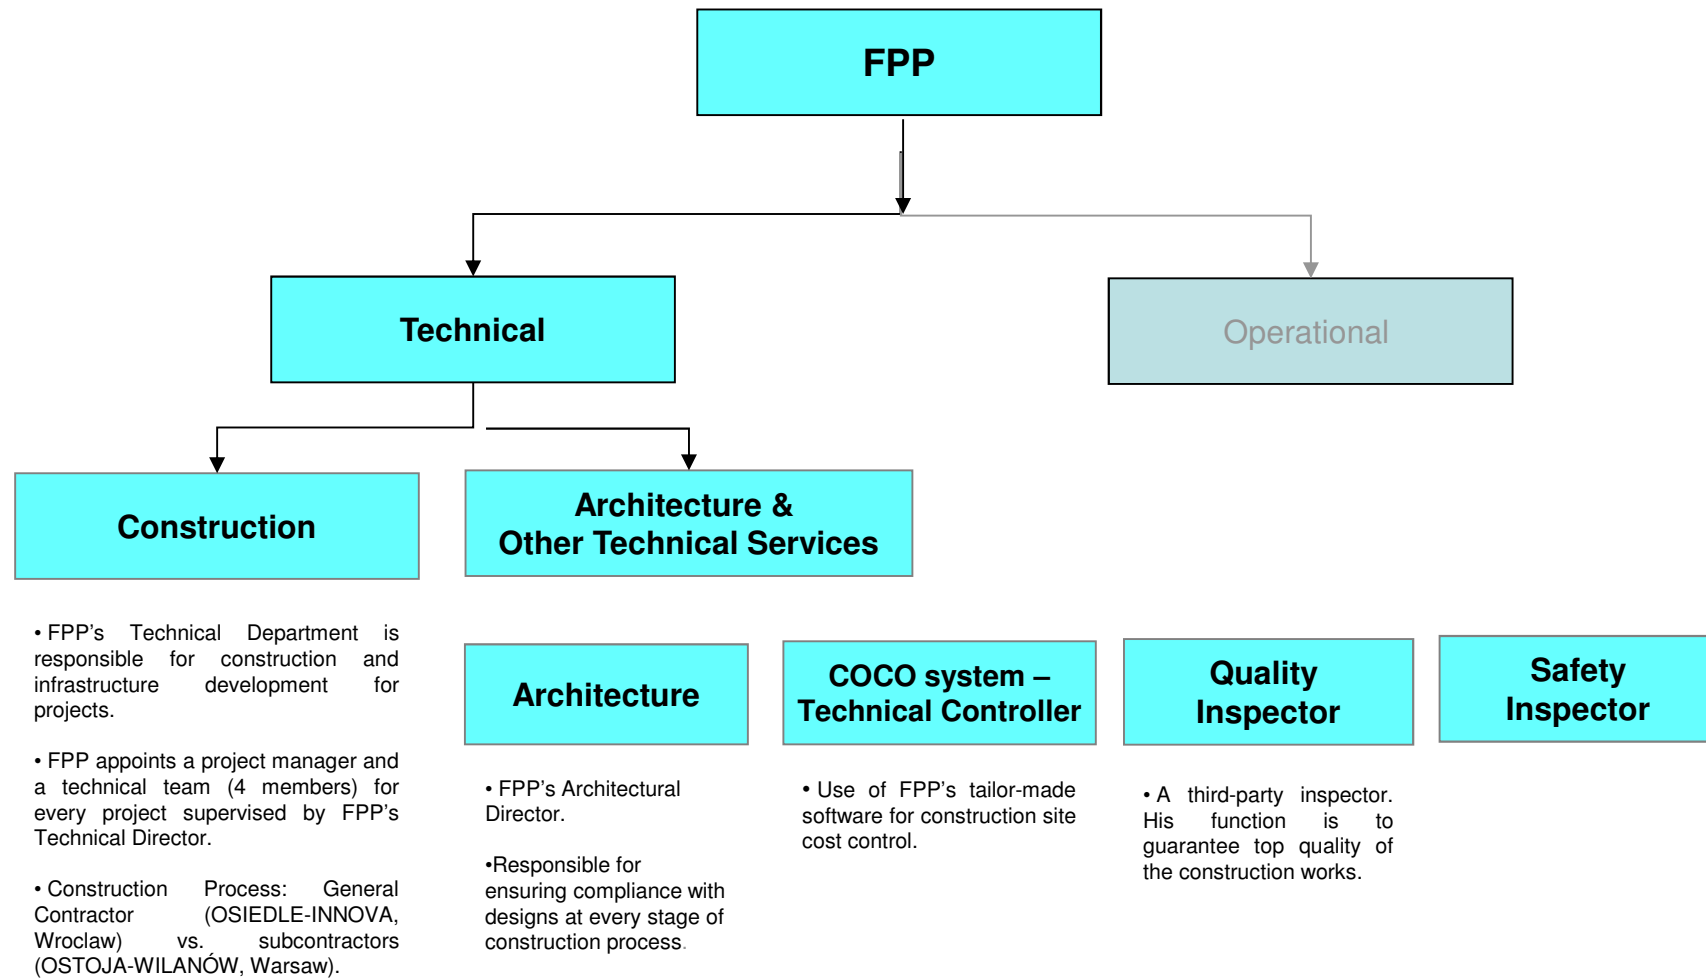 FPP
Technical
Operational
Construction
Architecture &
Other Technical Services
• FPP's Technical Department is
responsible for construction and
infrastructure development for
projects.
• FPP appoints a project manager and
a technical team (4 members) for
every project supervised by FPP's
Technical Director.
• Construction Process: General
Contractor (OSIEDLE-INNOVA,
Wroclaw) vs. subcontractors
(OSTOJA-WILANÓW, Warsaw).
Architecture
• FPP's Architectural
Director.
•Responsible for
ensuring compliance with
designs at every stage of
construction process.
COCO system –
Technical Controller
• Use of FPP's tailor-made
software for construction site
cost control.
Quality
Inspector
• A third-party inspector.
His function is to
guarantee top quality of
the construction works.
Safety
Inspector